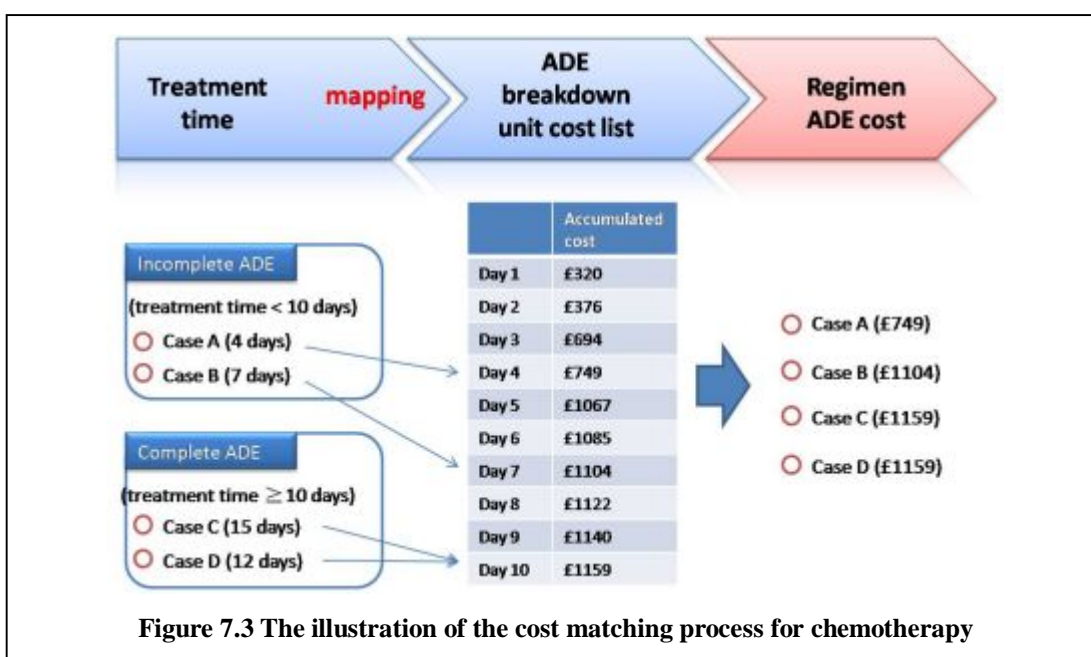 Treatment
time
mapping
ADE
breakdown
unit cost list
Regimen
ADE cost
Incomplete ADE
(treatment time < 10 days)
Case A (4 days)
Case B (7 days)
Complete ADE
(treatment time ≧ 10 days)
Case C (15 days)
Case D (12 days)
Accumulated
cost
Day 1 £320
Day 2 £376
Day 3 £694
Day 4 £749
Day 5 £1067
Day 6 £1085
Day 7 £1104
Day 8 £1122
Day 9 £1140
Day 10 £1159
Case A (£749)
Case B (£1104)
Case C (£1159)
Case D (£1159)
Figure 7.3 The illustration of the cost matching process for chemotherapy